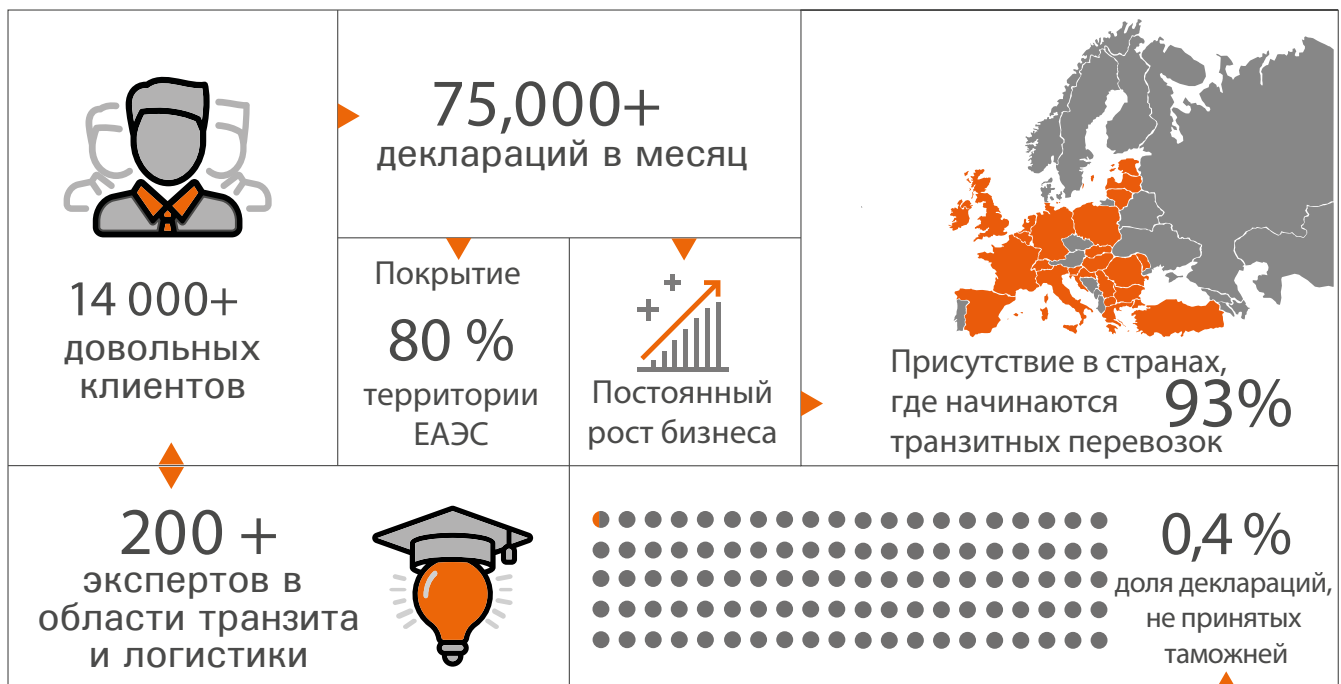 14 000+
довольных
клиентов
75,000+
деклараций в месяц
Покрытие
80 %
территории
ЕАЭС
Постоянный
рост бизнеса
Присутствие в странах,
где начинаются 93%
транзитных перевозок
200 +
экспертов в
области транзита
и логистики
0,4 %
доля деклараций,
не принятых
таможней